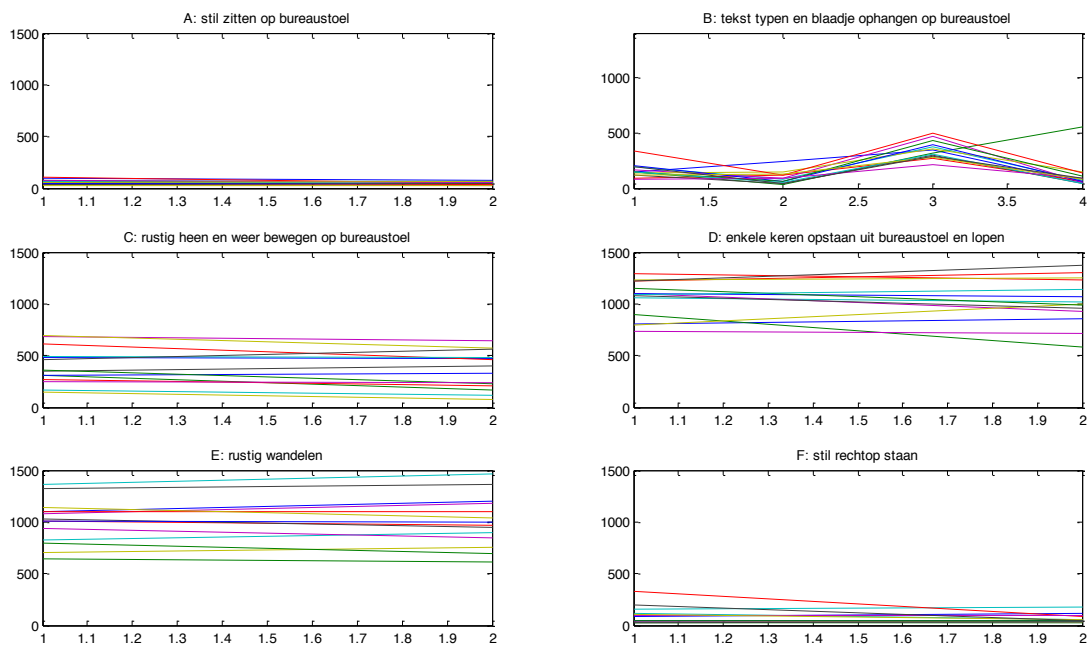 A: stil zitten op bureaustoel
1500
1000
500
0
1 1.1 1.2 1.3 1.4 1.5 1.6 1.7 1.8 1.9 2
B: tekst typen en blaadje ophangen op bureaustoel
1000
500
0
1 1.5 2 2.5 3 3.5 4
C: rustig heen en weer bewegen op bureaustoel
1500
1000
500
0
1 1.1 1.2 1.3 1.4 1.5 1.6 1.7 1.8 1.9 2
D: enkele keren opstaan uit bureaustoel en lopen
1500
1000
500
0
1 1.1 1.2 1.3 1.4 1.5 1.6 1.7 1.8 1.9 2
E: rustig wandelen
1500
1000
500
0
1 1.1 1.2 1.3 1.4 1.5 1.6 1.7 1.8 1.9 2
F: stil rechtop staan
1500
1000
500
0
1 1.1 1.2 1.3 1.4 1.5 1.6 1.7 1.8 1.9 2